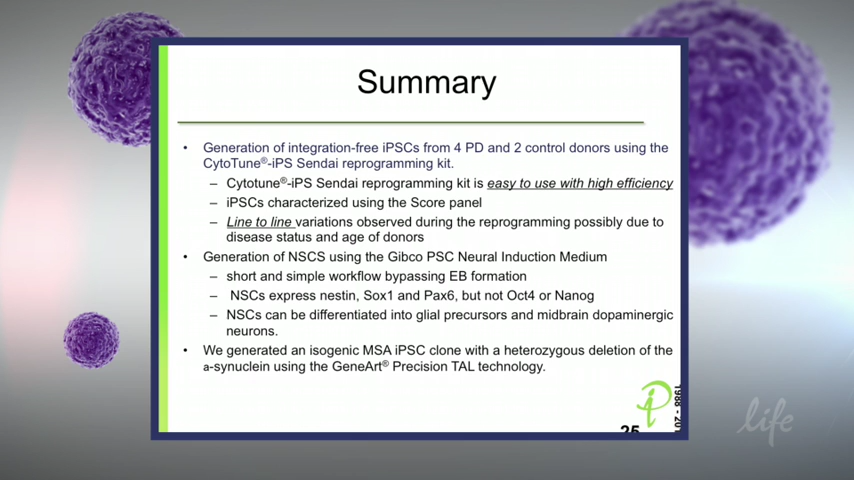 Summary
• Generation of integration-free iPSCs from 4 PD and 2 control donors using the
CytoTune®-iPS Sendai reprogramming kit.
– Cytotune®-iPS Sendai reprogramming kit is easy to use with high efficiency
– iPSCs characterized using the Score panel
– Line to line variations observed during the reprogramming possibly due to
disease status and age of donors
• Generation of NSCS using the Gibco PSC Neural Induction Medium
– short and simple workflow bypassing EB formation
– NSCs express nestin, Sox1 and Pax6, but not Oct4 or Nanog
– NSCs can be differentiated into glial precursors and midbrain dopaminergic
neurons.
• We generated an isogenic MSA iPSC clone with a heterozygous deletion of the
a-synuclein using the GeneArt® Precision TAL technology.
25
life